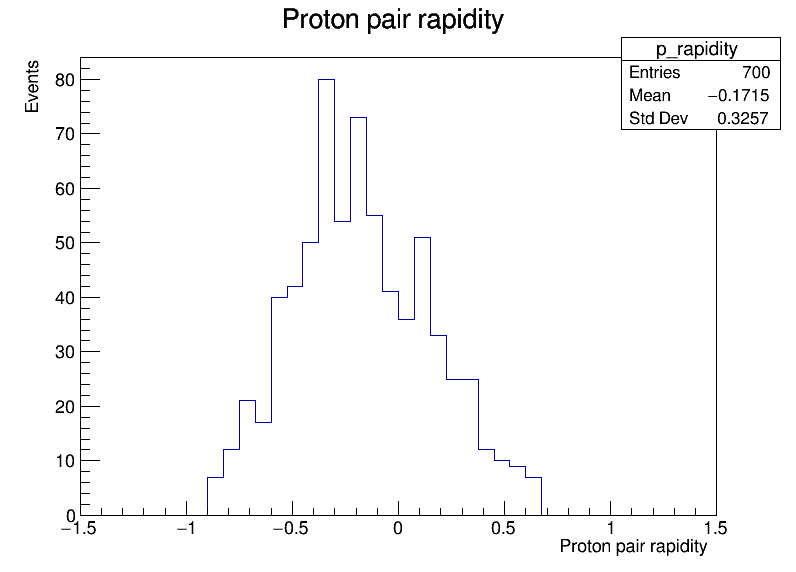 Proton pair rapidity
p_rapidity
Entries 700
Mean −0.1715
Std Dev 0.3257
Events
80
70
60
50
40
30
20
10
0
−1.5 −1 −0.5 0 0.5 1 1.5
Proton pair rapidity